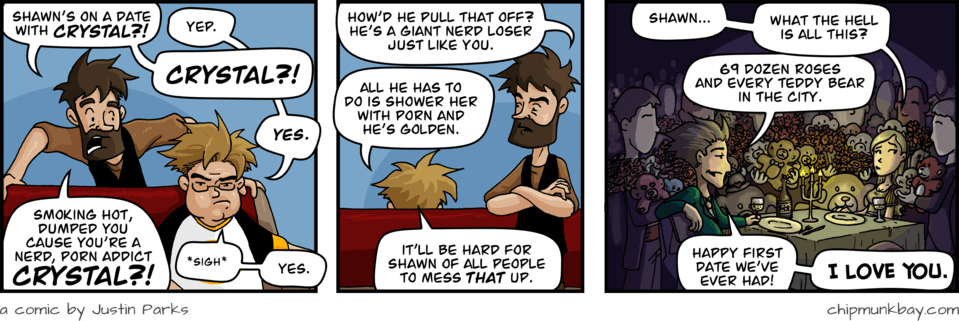 SHAWN'S ON A DATE
WITH CRYSTAL?!
YEP.
CRYSTAL?!
YES.
SMOKING HOT,
DUMPED YOU
'CAUSE YOU'RE A
NERD, PORN ADDICT
CRYSTAL?!
*SIGH*
YES.
HOW'D HE PULL THAT OFF?
HE'S A GIANT NERD LOSER
JUST LIKE YOU.
ALL HE HAS TO
DO IS SHOWER HER
WITH PORN AND
HE'S GOLDEN.
IT'LL BE HARD FOR
SHAWN OF ALL PEOPLE
TO MESS THAT UP.
SHAWN...
WHAT THE HELL
IS ALL THIS?
69 DOZEN ROSES
AND EVERY TEDDY BEAR
IN THE CITY.
HAPPY FIRST
DATE WE'VE
EVER HAD!
I LOVE YOU.
a comic by Justin Parks
chipmunkbay.com